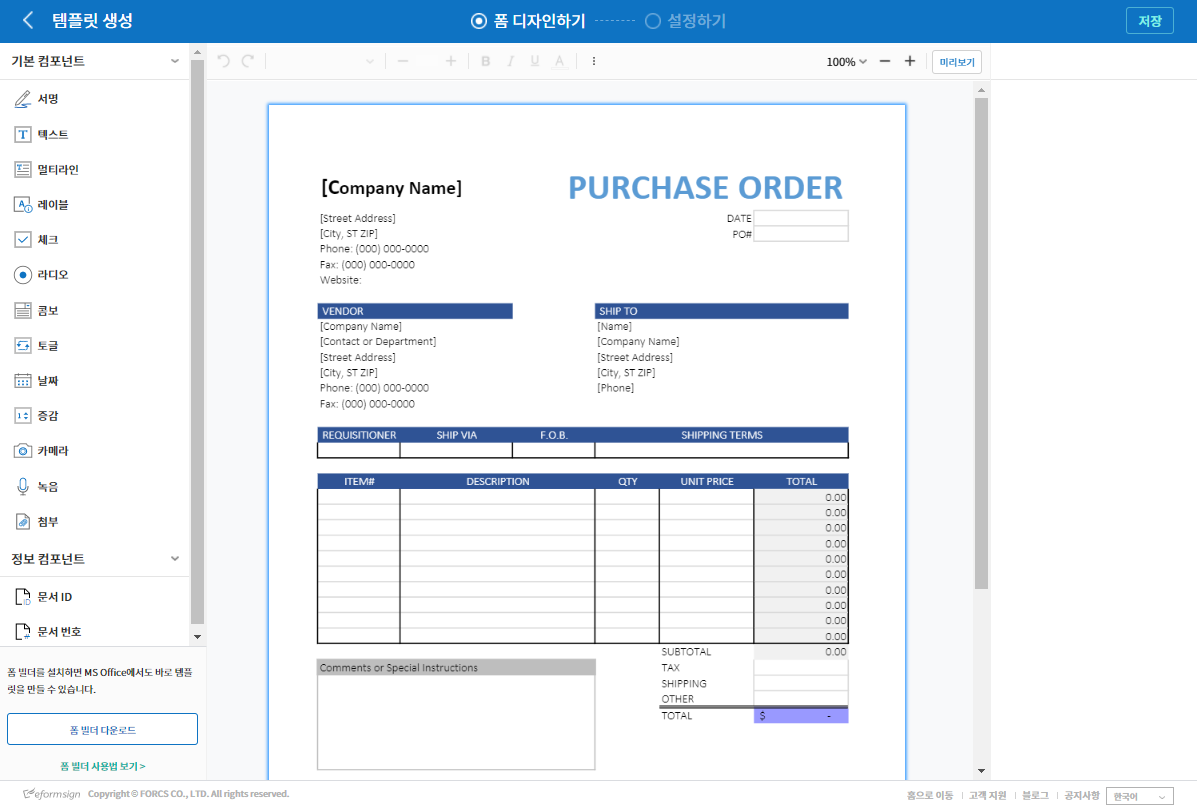 템플릿 생성
폼 디자인하기
설정하기
저장
기본 컴포넌트
서명
텍스트
멀티라인
레이블
체크
라디오
콤보
토글
날짜
증감
카메라
녹음
첨부
정보 컴포넌트
문서 ID
문서 번호
폼 빌더를 설치하면 MS Office에서도 바로 템플
릿을 만들 수 있습니다.
폼 빌더 다운로드
폼 빌더 사용법 보기 >
B I U A
100%
미리보기
[Company Name]
PURCHASE ORDER
[Street Address]
[City, ST ZIP]
Phone: (000) 000-0000
Fax: (000) 000-0000
Website:
DATE
PO#
VENDOR
[Company Name]
[Contact or Department]
[Street Address]
[City, ST ZIP]
Phone: (000) 000-0000
Fax: (000) 000-0000
SHIP TO
[Name]
[Company Name]
[Street Address]
[City, ST ZIP]
[Phone]
REQUISITIONER SHIP VIA F.O.B. SHIPPING TERMS
ITEM# DESCRIPTION QTY UNIT PRICE TOTAL
0.00
0.00
0.00
0.00
0.00
0.00
0.00
0.00
0.00
0.00
SUBTOTAL 0.00
TAX
SHIPPING
OTHER
TOTAL $ -
Comments or Special Instructions
eformsign Copyright © FORCS CO., LTD. All rights reserved.
홈으로 이동 | 고객 지원 | 블로그 | 공지사항 한국어